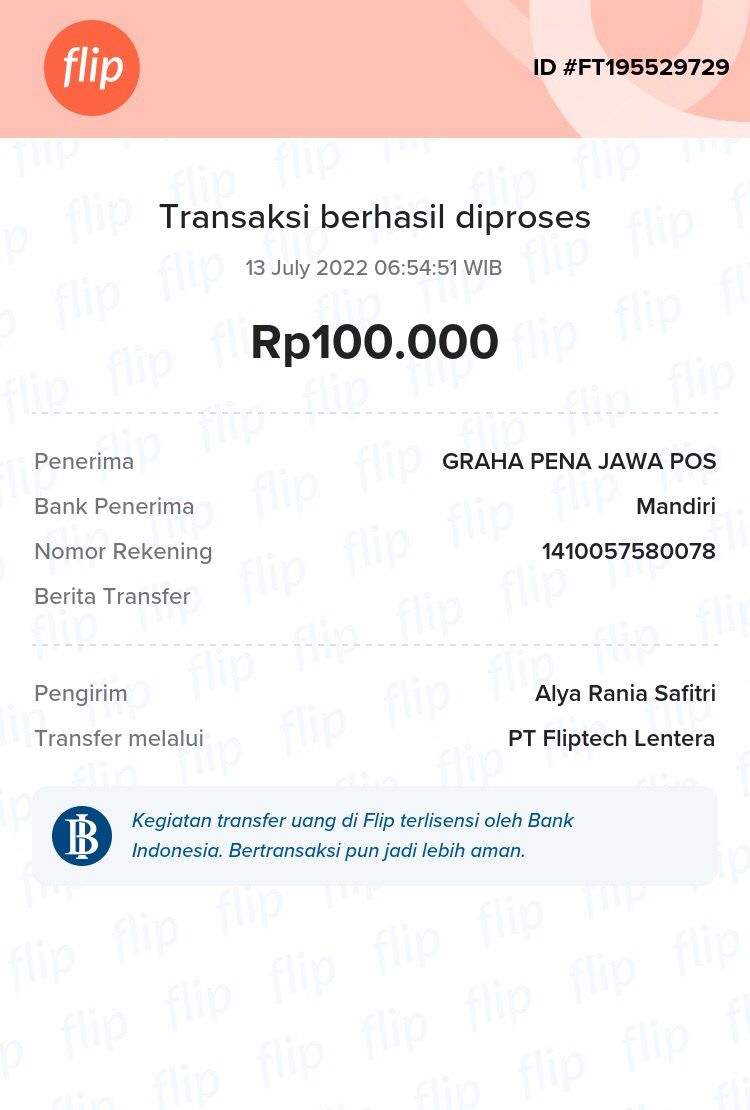 flip
ID #FT195529729
Transaksi berhasil diproses
13 July 2022 06:54:51 WIB
Rp100.000
Penerima GRAHA PENA JAWA POS
Bank Penerima Mandiri
Nomor Rekening 1410057580078
Berita Transfer
Pengirim Alya Rania Safitri
Transfer melalui PT Fliptech Lentera
Kegiatan transfer uang di Flip terlisensi oleh Bank
Indonesia. Bertransaksi pun jadi lebih aman.